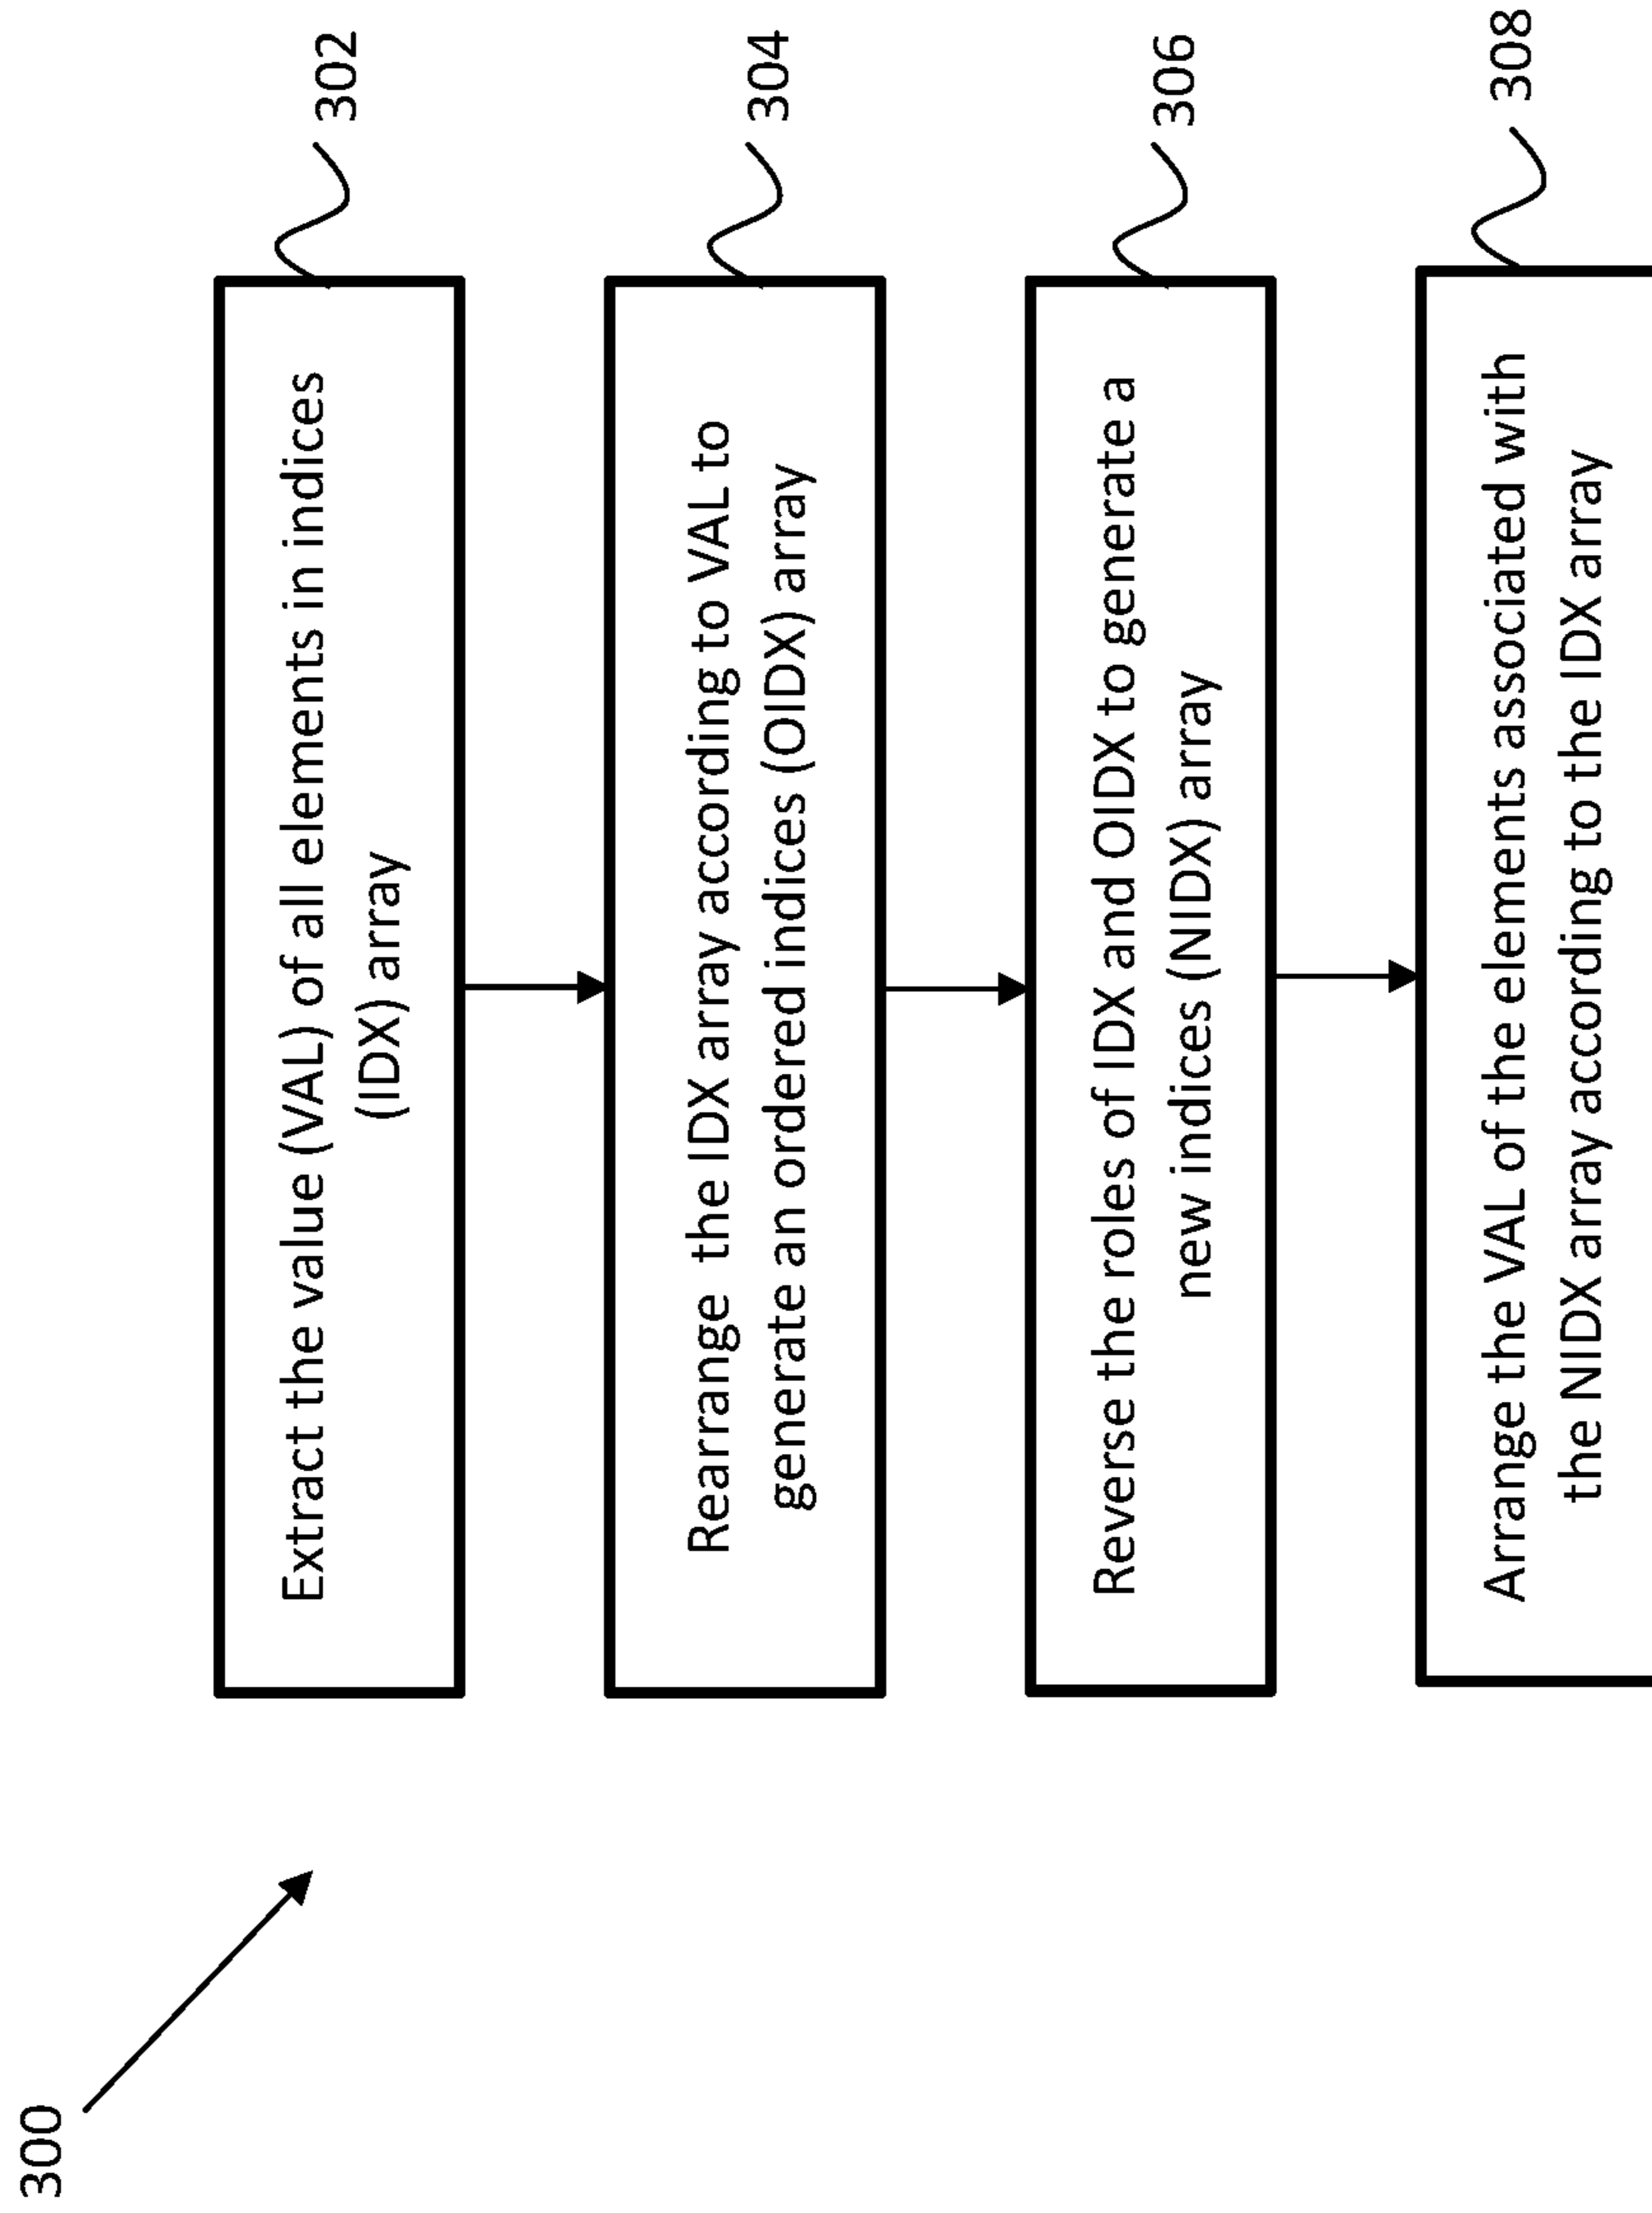 300
Extract the value (VAL) of all elements in indices
(IDX) array
302
Rearrange the IDX array according to VAL to
generate an ordered indices (OIDX) array
304
Reverse the roles of IDX and OIDX to generate a
new indices (NIDX) array
306
Arrange the VAL of the elements associated with
the NIDX array according to the IDX array
308